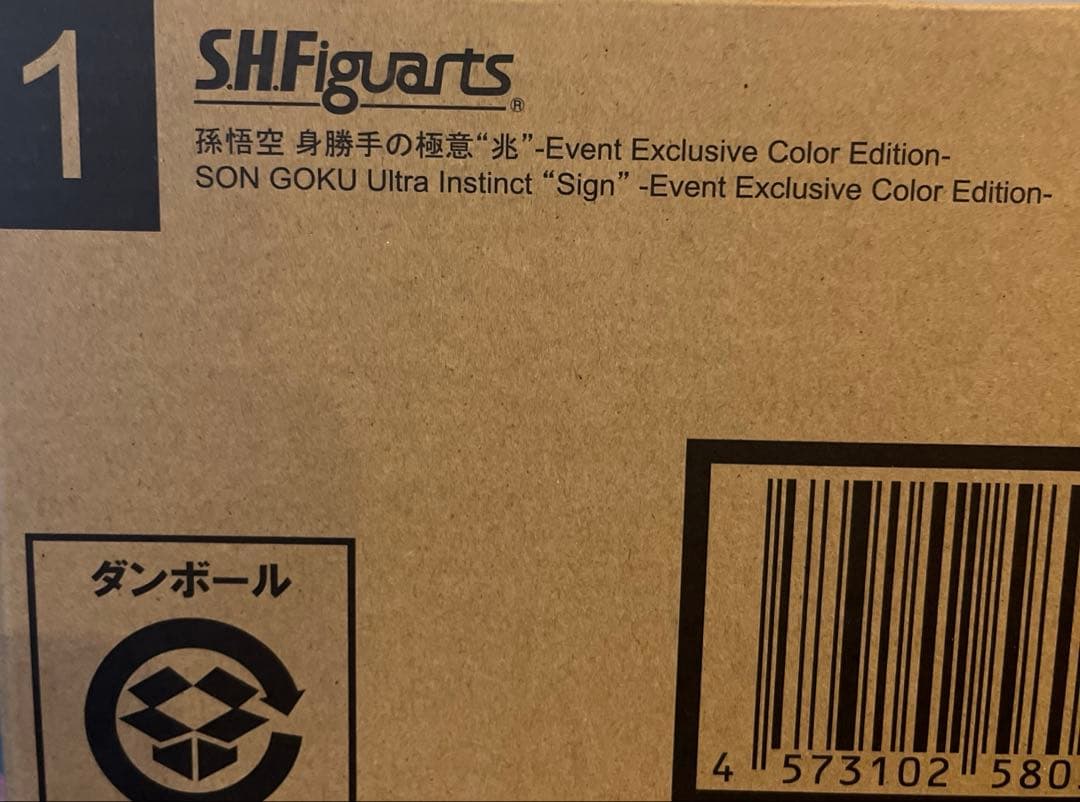 1
S.H.Figuarts®
孫悟空 身勝手の極意“兆”-Event Exclusive Color Edition-
SON GOKU Ultra Instinct “Sign” -Event Exclusive Color Edition-
ダンボール
4 573102 580